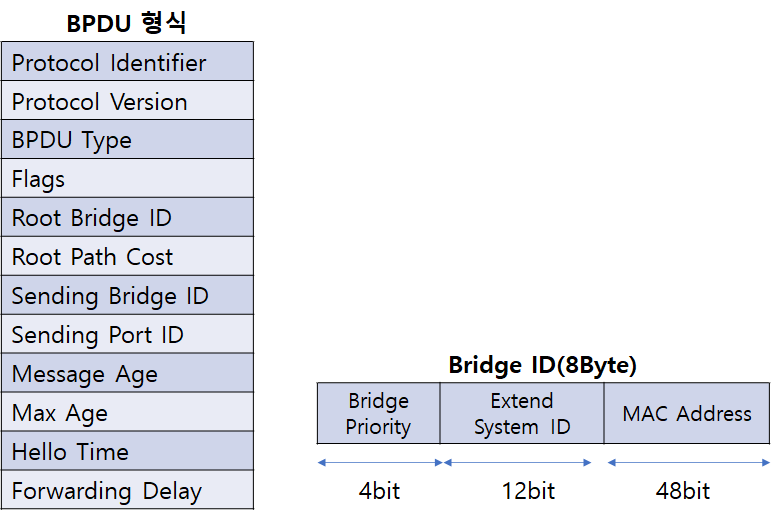 BPDU 형식
Protocol Identifier
Protocol Version
BPDU Type
Flags
Root Bridge ID
Root Path Cost
Sending Bridge ID
Sending Port ID
Message Age
Max Age
Hello Time
Forwarding Delay
Bridge ID(8Byte)
Bridge
Priority
Extend
System ID
MAC Address
4bit
12bit
48bit